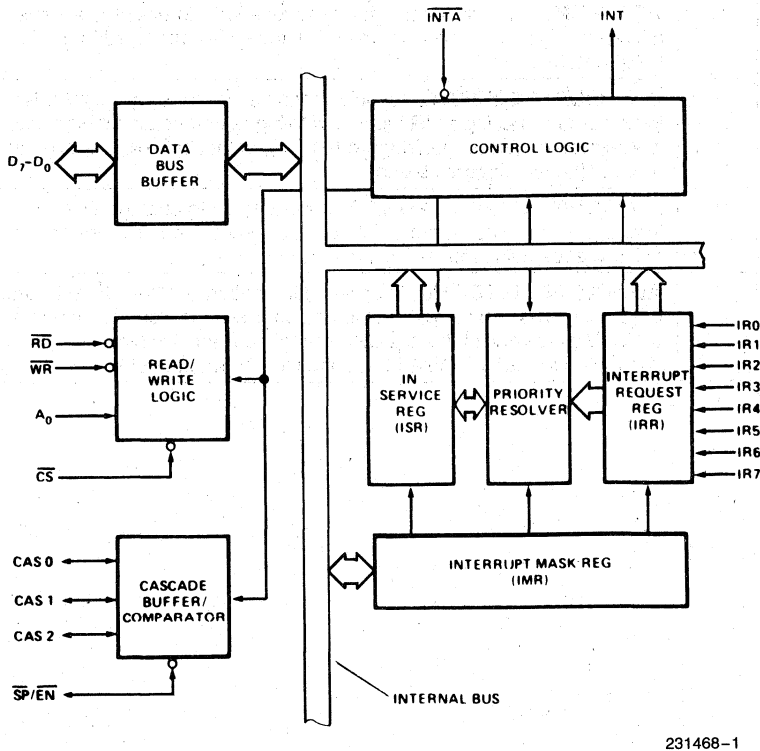 INTA
INT
CONTROL LOGIC
D7-D0
DATA
BUS
BUFFER
RD
WR
A0
CS
READ/
WRITE
LOGIC
IN
SERVICE
REG
(ISR)
PRIORITY
RESOLVER
INTERRUPT
REQUEST
REG
(IRR)
IR0
IR1
IR2
IR3
IR4
IR5
IR6
IR7
INTERRUPT MASK REG
(IMR)
CAS 0
CAS 1
CAS 2
SP/EN
CASCADE
BUFFER/
COMPARATOR
INTERNAL BUS
231468-1